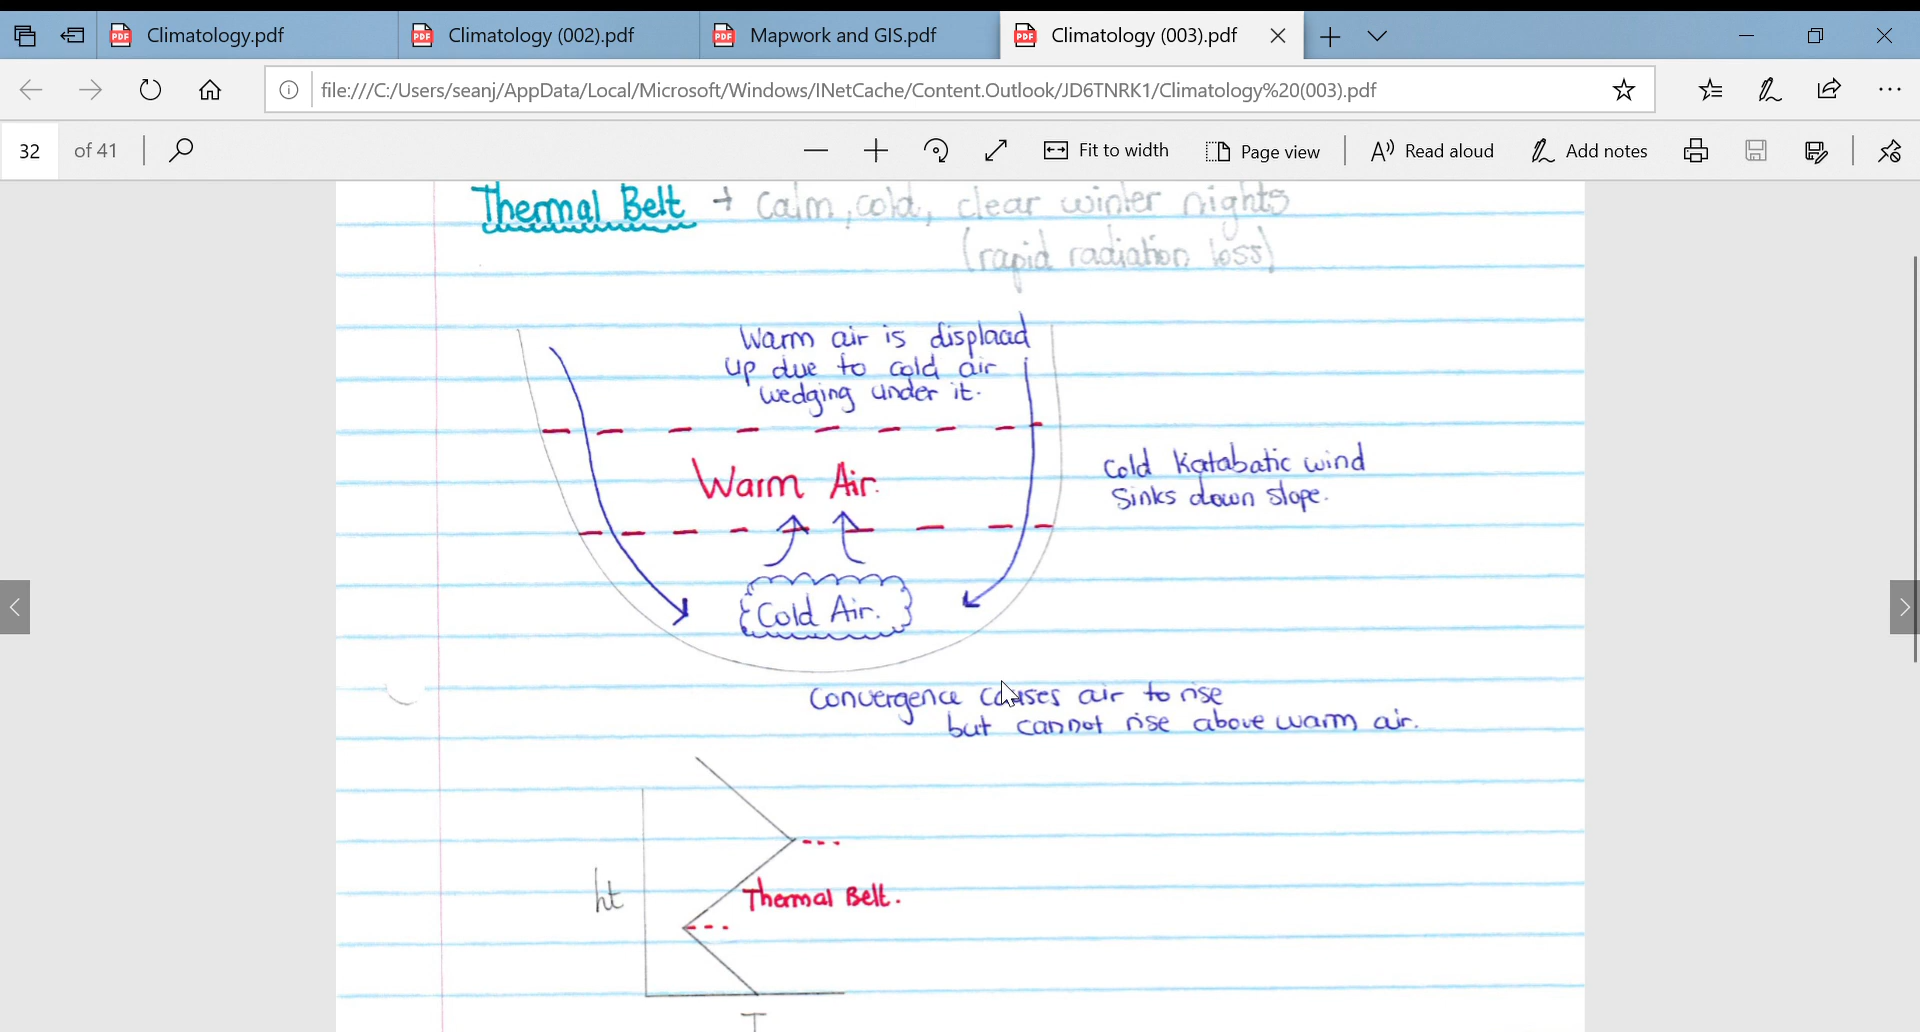 Climatology.pdf
Climatology (002).pdf
Mapwork and GIS.pdf
Climatology (003).pdf
file:///C:/Users/seanj/AppData/Local/Microsoft/Windows/INetCache/Content.Outlook/JD6TNRK1/Climatology%20(003).pdf
32 of 41
Fit to width
Page view
Read aloud
Add notes
Thermal Belt → Calm, cold, clear winter nights
(rapid radiation loss)
Warm air is displaced
up due to cold air
wedging under it.
Warm Air.
Cold Katabatic wind
Sinks down slope.
Cold Air.
Convergence causes air to rise
but cannot rise above warm air.
ht
Thermal Belt.
T